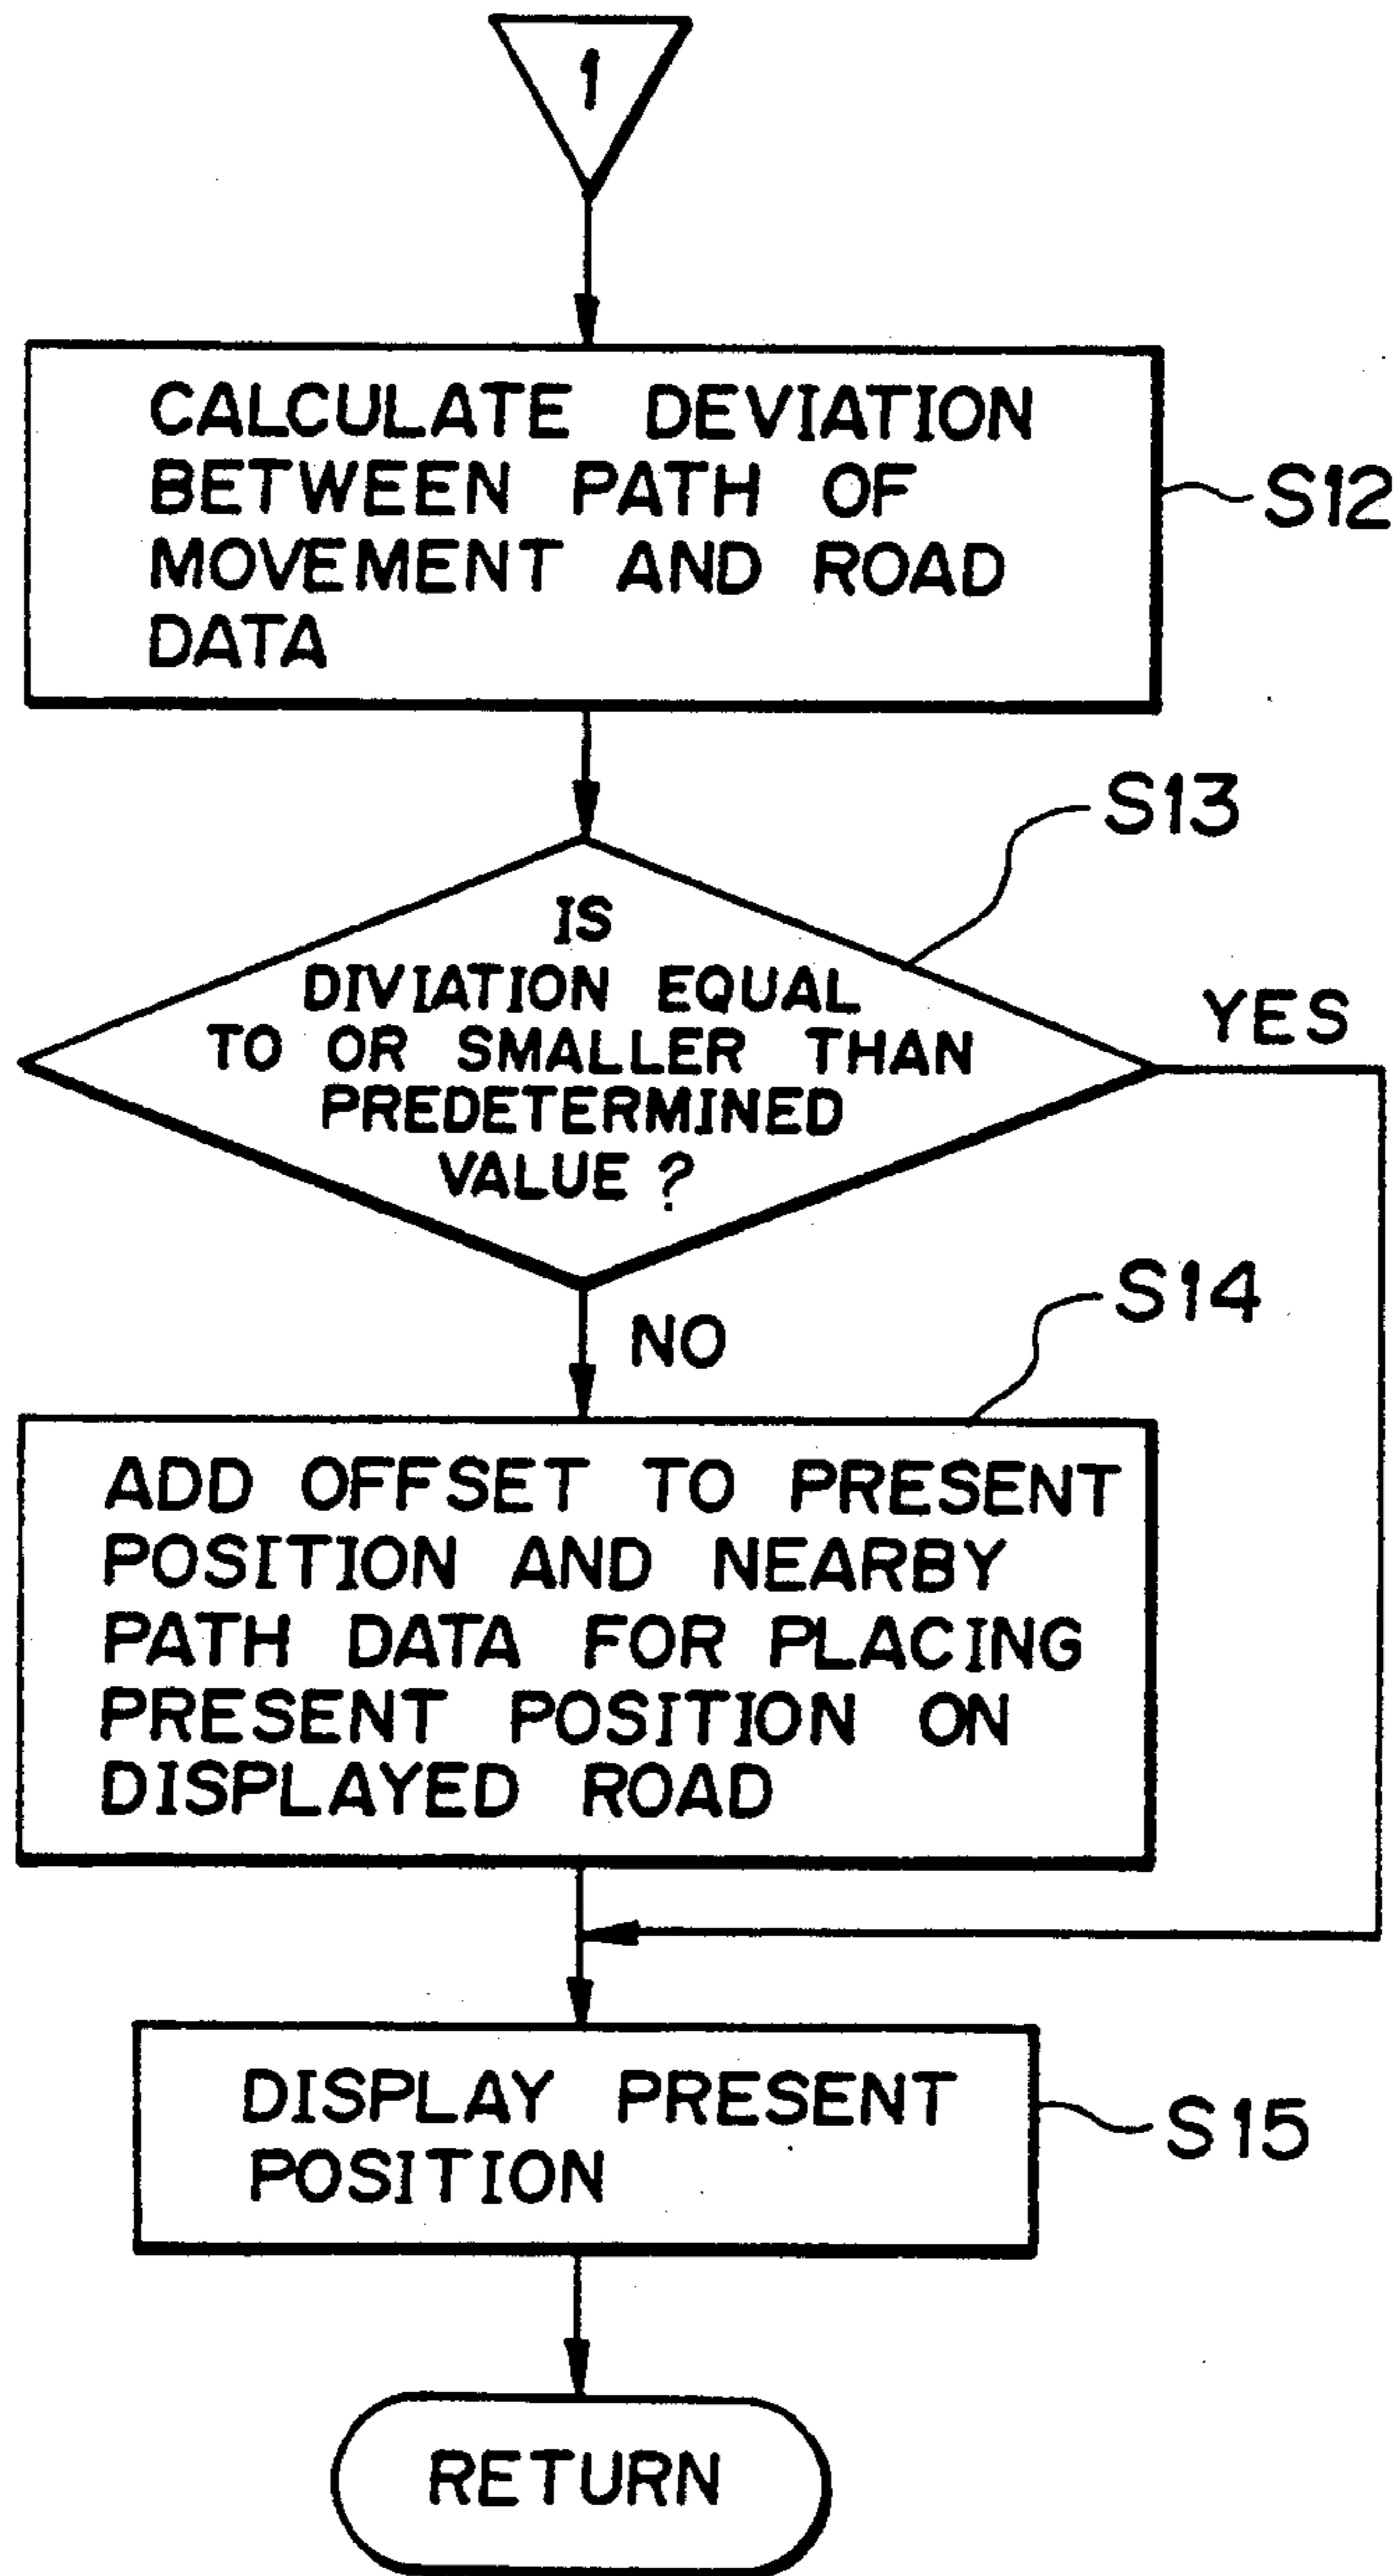 1
CALCULATE DEVIATION
BETWEEN PATH OF
MOVEMENT AND ROAD
DATA
S12
S13
IS
DIVIATION EQUAL
TO OR SMALLER THAN
PREDETERMINED
VALUE ?
YES
NO
S14
ADD OFFSET TO PRESENT
POSITION AND NEARBY
PATH DATA FOR PLACING
PRESENT POSITION ON
DISPLAYED ROAD
DISPLAY PRESENT
POSITION
S15
RETURN